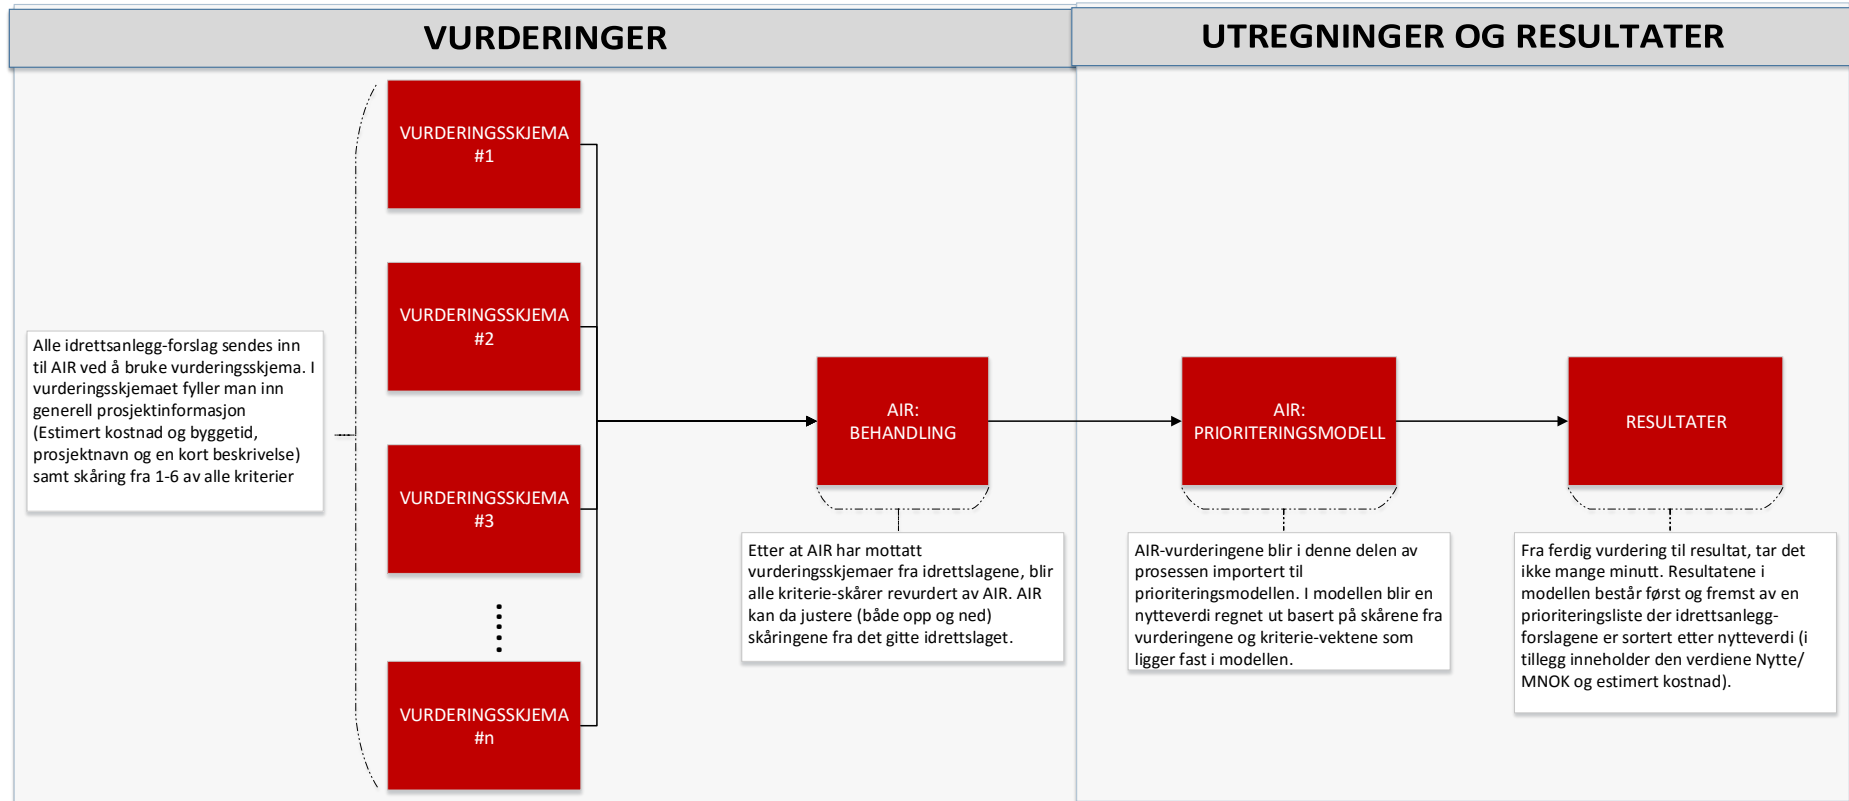 VURDERINGER
UTREGNINGER OG RESULTATER
VURDERINGSSKJEMA
#1
VURDERINGSSKJEMA
#2
VURDERINGSSKJEMA
#3
VURDERINGSSKJEMA
#n
Alle idrettsanlegg-forslag sendes inn
til AIR ved å bruke vurderingsskjema. I
vurderingsskjemaet fyller man inn
generell prosjektinformasjon
(Estimert kostnad og byggetid,
prosjektnavn og en kort beskrivelse)
samt skåring fra 1-6 av alle kriterier
AIR:
BEHANDLING
Etter at AIR har mottatt
vurderingsskjemaer fra idrettslagene, blir
alle kriterie-skårer revurdert av AIR. AIR
kan da justere (både opp og ned)
skåringene fra det gitte idrettslaget.
AIR:
PRIORITERINGSMODELL
AIR-vurderingene blir i denne delen av
prosessen importert til
prioriteringsmodellen. I modellen blir en
nytteverdi regnet ut basert på skårene fra
vurderingene og kriterie-vektene som
ligger fast i modellen.
RESULTATER
Fra ferdig vurdering til resultat, tar det
ikke mange minutt. Resultatene i
modellen består først og fremst av en
prioriteringsliste der idrettsanlegg-
forslagene er sortert etter nytteverdi (i
tillegg inneholder den verdiene Nytte/
MNOK og estimert kostnad).